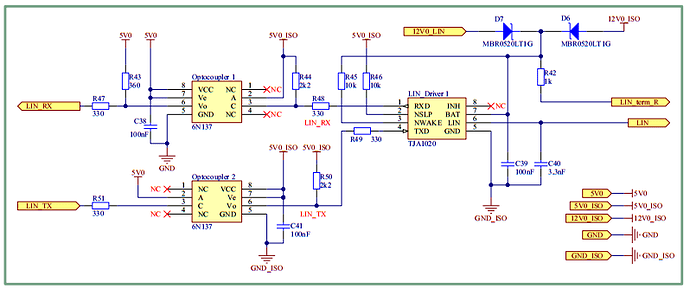 12V0_LIN
D7
MBR0520LT1G
D6
MBR0520LT1G
12V0_ISO
5V0
5V0
5V0_ISO
5V0_ISO
R43
360
Optocoupler 1
R44
2k2
R45
10k
R46
10k
R42
1k
LIN_RX
R47
330
8 VCC NC 1 NC
7 Ve A 2
6 Vo C 3
5 GND NC 4 NC
6N137
C38
100nF
GND
R48
330
LIN_RX
LIN_Driver 1
1 RXD INH 8 NC
2 NSLP BAT 7
3 NWAKE LIN 6
4 TXD GND 5
TJA1020
LIN_term_R
LIN
R49 330
C39
100nF
C40
3.3nF
GND_ISO
5V0
Optocoupler 2
5V0_ISO
5V0_ISO
R50
2k2
LIN_TX
R51
330
NC 1 NC VCC 8
2 A Ve 7
3 C Vo 6
NC 4 NC GND 5
6N137
LIN_TX
C41
100nF
GND_ISO
5V0 5V0
5V0_ISO 5V0_ISO
12V0_ISO 12V0_ISO
GND GND
GND_ISO GND_ISO